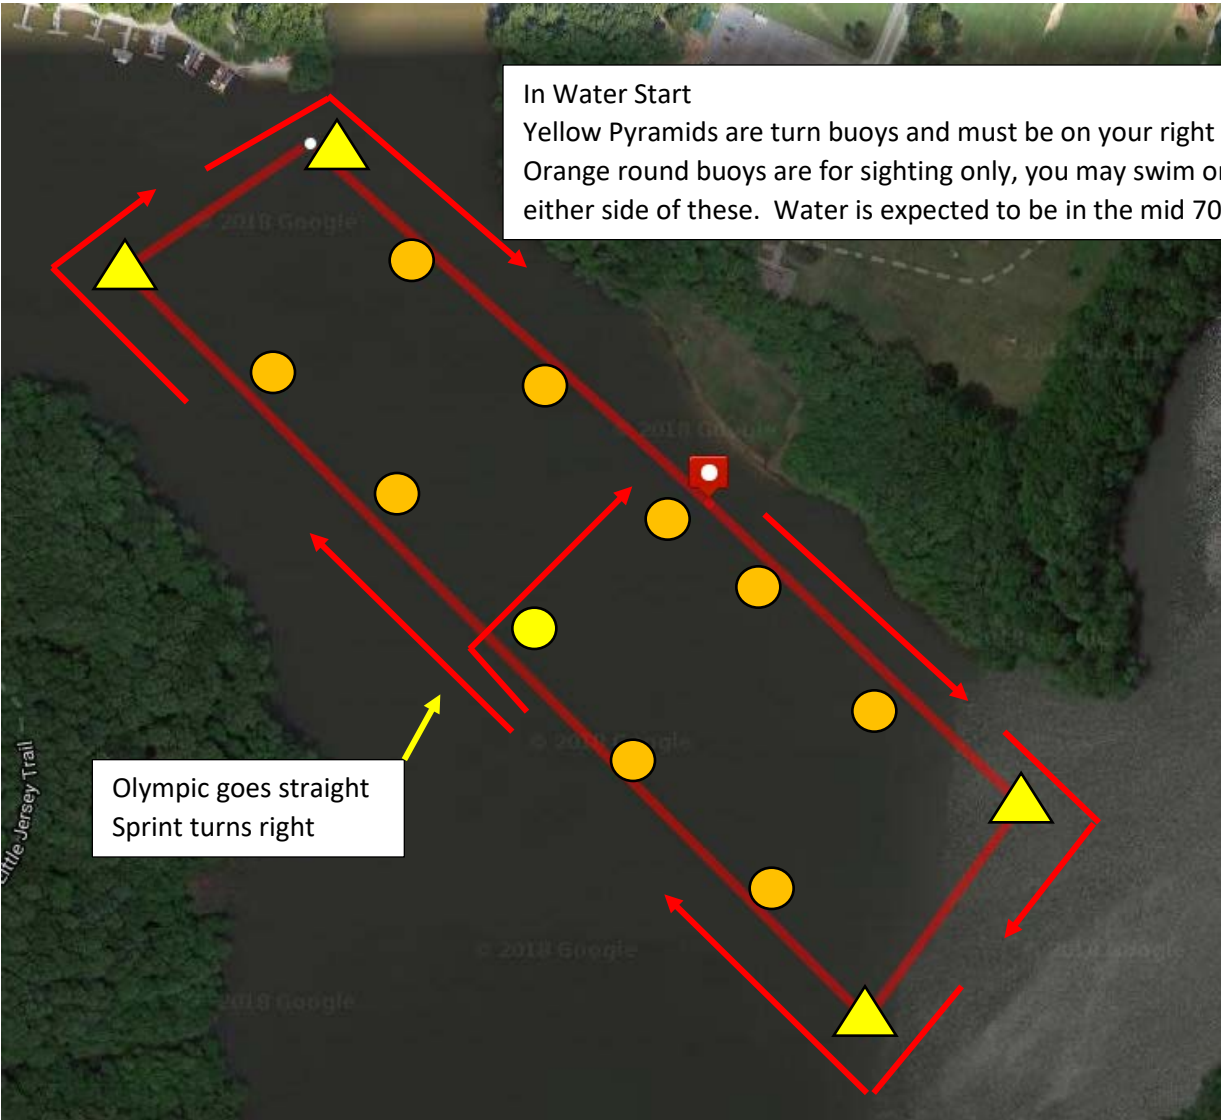 In Water Start
Yellow Pyramids are turn buoys and must be on your right
Orange round buoys are for sighting only, you may swim on
either side of these.  Water is expected to be in the mid 70
© 2018 Google
© 2018 Google
© 2018 Google
© 2018 Google
Olympic goes straight
Sprint turns right
Little Jersey Trail
© 2018 Google
© 2018 Google
2018 Google